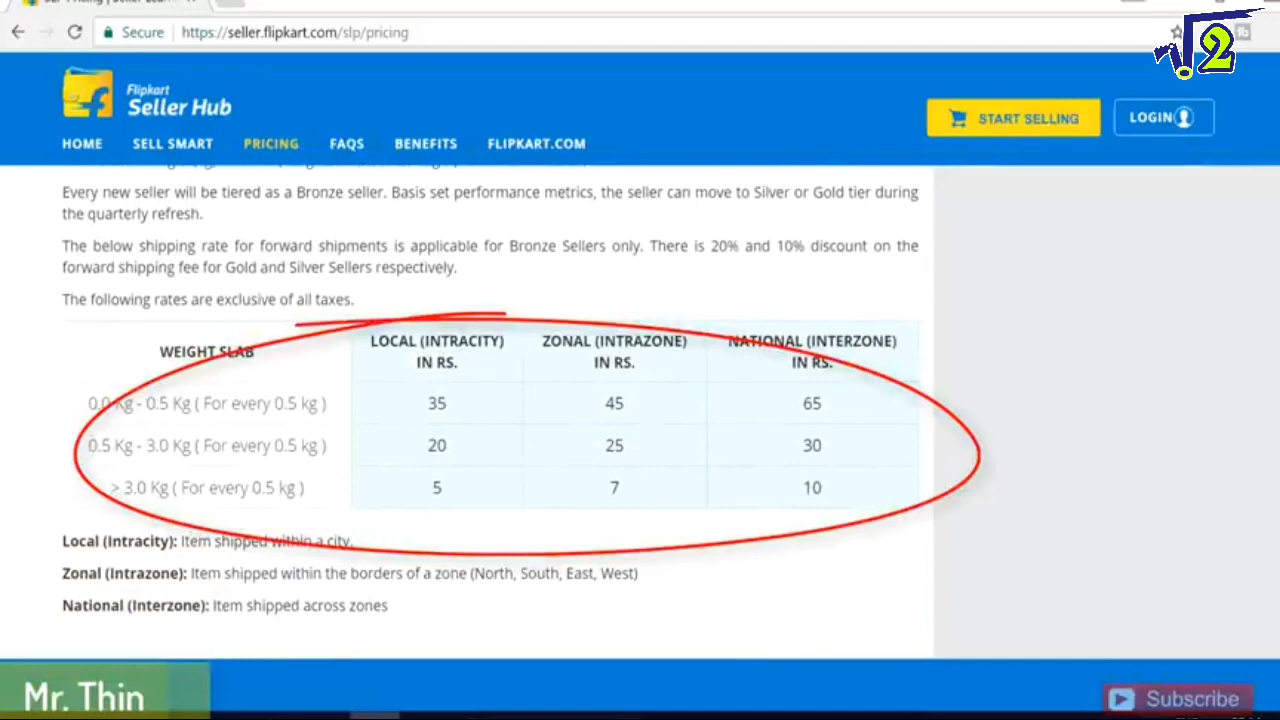 Secure https://seller.flipkart.com/slp/pricing
√2
Flipkart
Seller Hub
START SELLING
LOGIN
HOME SELL SMART PRICING FAQS BENEFITS FLIPKART.COM
Every new seller will be tiered as a Bronze seller. Basis set performance metrics, the seller can move to Silver or Gold tier during
the quarterly refresh.
The below shipping rate for forward shipments is applicable for Bronze Sellers only. There is 20% and 10% discount on the
forward shipping fee for Gold and Silver Sellers respectively.
The following rates are exclusive of all taxes.
WEIGHT SLAB LOCAL (INTRACITY) IN RS. ZONAL (INTRAZONE) IN RS. NATIONAL (INTERZONE) IN RS.
0.0 Kg - 0.5 Kg ( For every 0.5 kg ) 35 45 65
0.5 Kg - 3.0 Kg ( For every 0.5 kg ) 20 25 30
> 3.0 Kg ( For every 0.5 kg ) 5 7 10
Local (Intracity): Item shipped within a city.
Zonal (Intrazone): Item shipped within the borders of a zone (North, South, East, West)
National (Interzone): Item shipped across zones
Mr. Thin
Subscribe